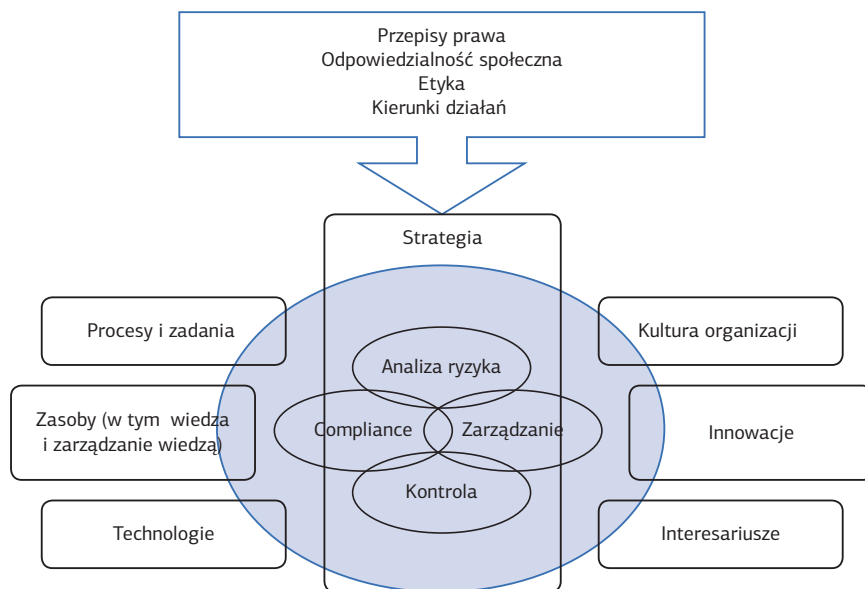 Przepisy prawa
Odpowiedzialność społeczna
Etyka
Kierunki działań
Strategia
Procesy i zadania
Kultura organizacji
Analiza ryzyka
Zasoby (w tym wiedza
i zarządzanie wiedzą)
Compliance
Zarządzanie
Innowacje
Kontrola
Technologie
Interesariusze